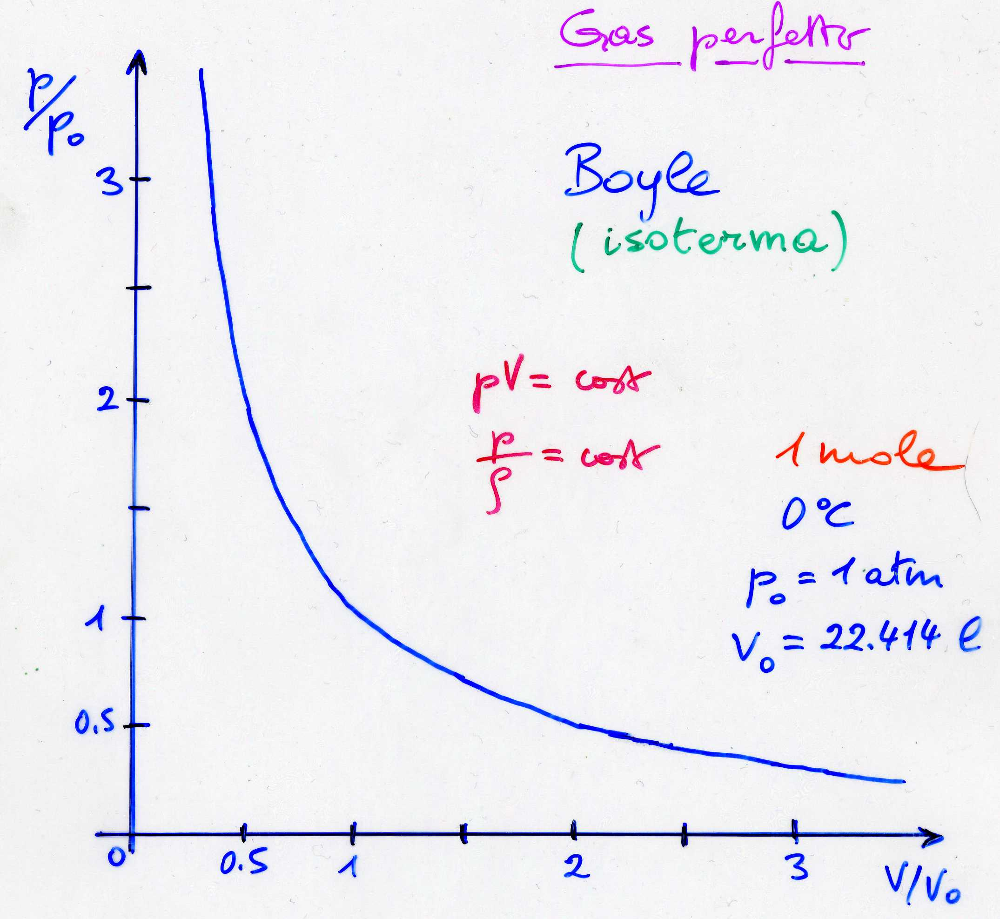 Gas perfetto
p/p₀
Boyle
(isoterma)
3
pV = cost
2
p/ρ = cost
1 mole
0°C
p₀ = 1 atm
1
V₀ = 22.414 ℓ
0.5
0
0.5
1
2
3
V/V₀